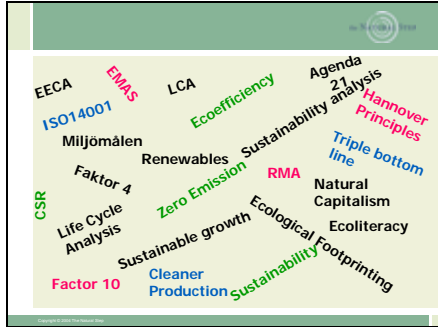 the Natural Step
EECA
EMAS
LCA
Ecoefficiency
Agenda
21
ISO14001
Sustainability analysis
Hannover
Principles
Miljömålen
Renewables
Triple bottom
line
Faktor 4
Zero Emission
RMA
Natural
Capitalism
CSR
Life Cycle
Analysis
Sustainable growth
Ecological Footprinting
Ecoliteracy
Factor 10
Cleaner
Production
Sustainability
Copyright © 2004 The Natural Step